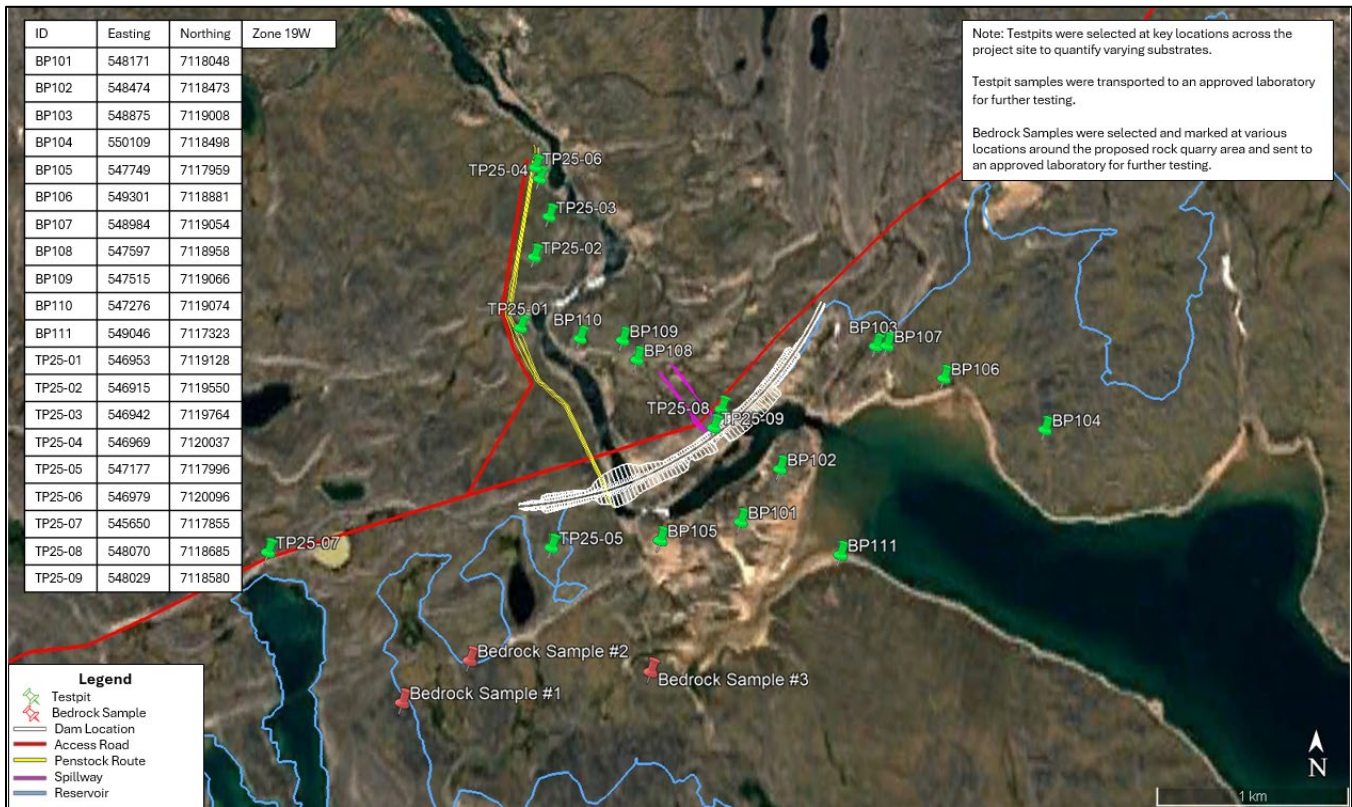 ID Easting Northing Zone 19W
BP101 548171 7118048
BP102 548474 7118473
BP103 548875 7119008
BP104 550109 7118498
BP105 547749 7117959
BP106 549301 7118881
BP107 548984 7119054
BP108 547597 7118958
BP109 547515 7119066
BP110 547276 7119074
BP111 549046 7117323
TP25-01 546953 7119128
TP25-02 546915 7119550
TP25-03 546942 7119764
TP25-04 546969 7120037
TP25-05 547177 7117996
TP25-06 546979 7120096
TP25-07 545650 7117855
TP25-08 548070 7118685
TP25-09 548029 7118580
Note: Testpits were selected at key locations across the
project site to quantify varying substrates.
Testpit samples were transported to an approved laboratory
for further testing.
Bedrock Samples were selected and marked at various
locations around the proposed rock quarry area and sent to
an approved laboratory for further testing.
TP25-06
TP25-04
TP25-03
TP25-02
TP25-01
BP110
BP109
BP108
BP103
BP107
BP106
TP25-08
TP25-09
BP104
BP102
BP101
BP105
TP25-05
TP25-07
BP111
Bedrock Sample #2
Bedrock Sample #3
Bedrock Sample #1
Legend
Testpit
Bedrock Sample
Dam Location
Access Road
Penstock Route
Spillway
Reservoir
N
1 km